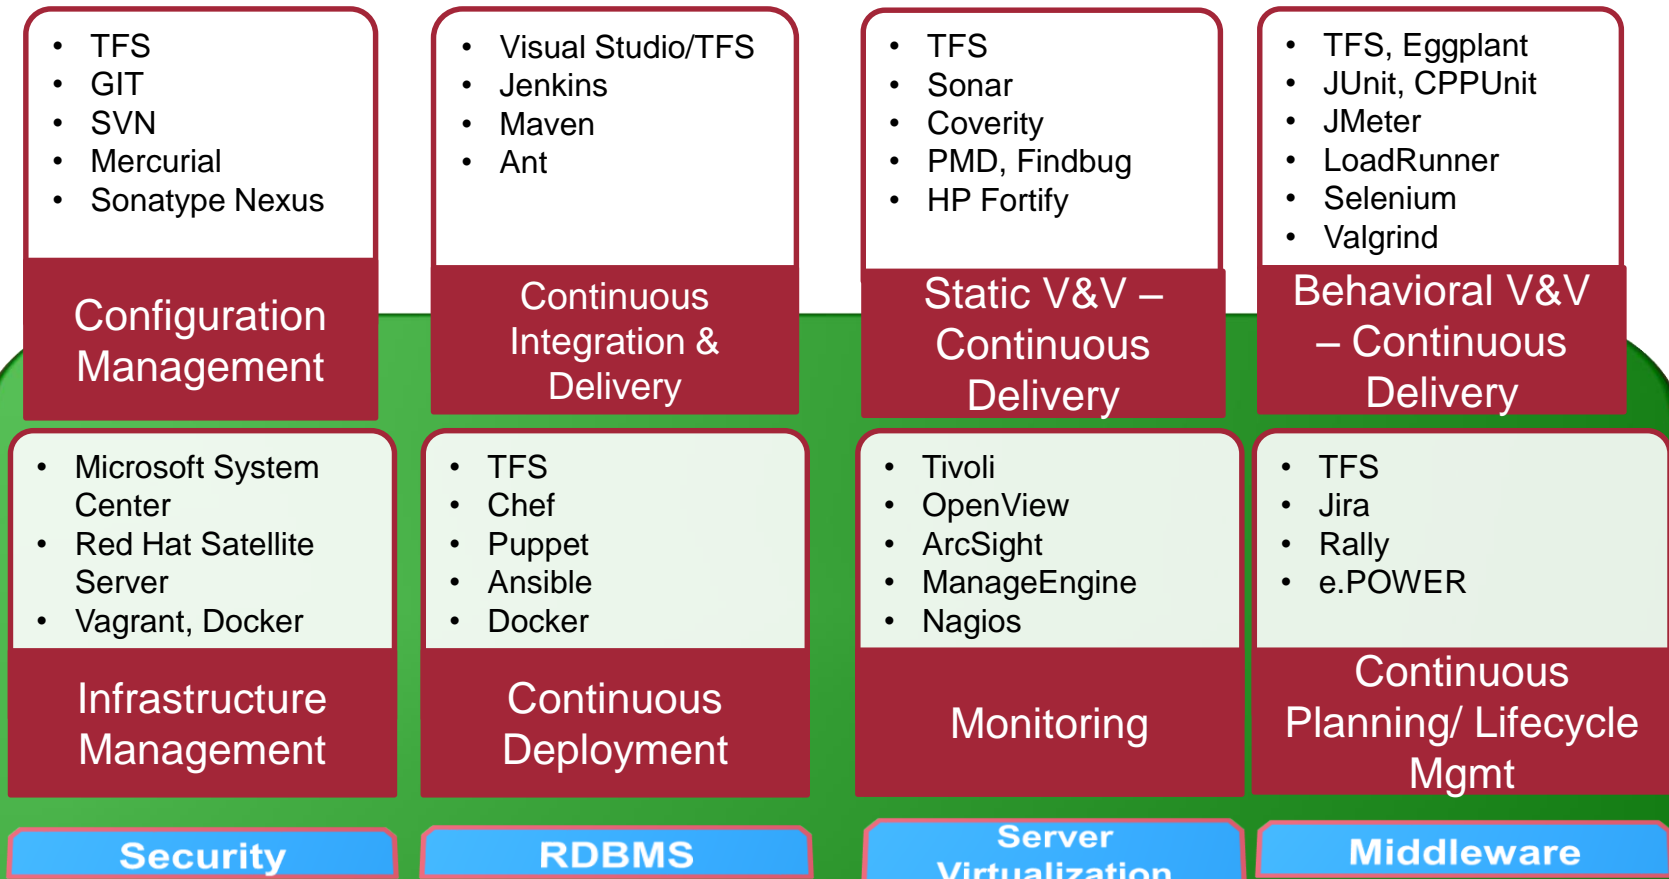 • TFS
• GIT
• SVN
• Mercurial
• Sonatype Nexus
Configuration
Management
• Visual Studio/TFS
• Jenkins
• Maven
• Ant
Continuous
Integration &
Delivery
• TFS
• Sonar
• Coverity
• PMD, Findbug
• HP Fortify
Static V&V –
Continuous
Delivery
• TFS, Eggplant
• JUnit, CPPUnit
• JMeter
• LoadRunner
• Selenium
• Valgrind
Behavioral V&V
– Continuous
Delivery
• Microsoft System
Center
• Red Hat Satellite
Server
• Vagrant, Docker
Infrastructure
Management
• TFS
• Chef
• Puppet
• Ansible
• Docker
Continuous
Deployment
• Tivoli
• OpenView
• ArcSight
• ManageEngine
• Nagios
Monitoring
• TFS
• Jira
• Rally
• e.POWER
Continuous
Planning/ Lifecycle
Mgmt
Security
RDBMS
Server
Virtualization
Middleware